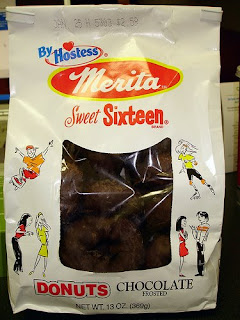 By Hostess®
Merita
Sweet Sixteen®
BRAND
DONUTS CHOCOLATE
FROSTED
NET WT. 13 OZ. (369g)